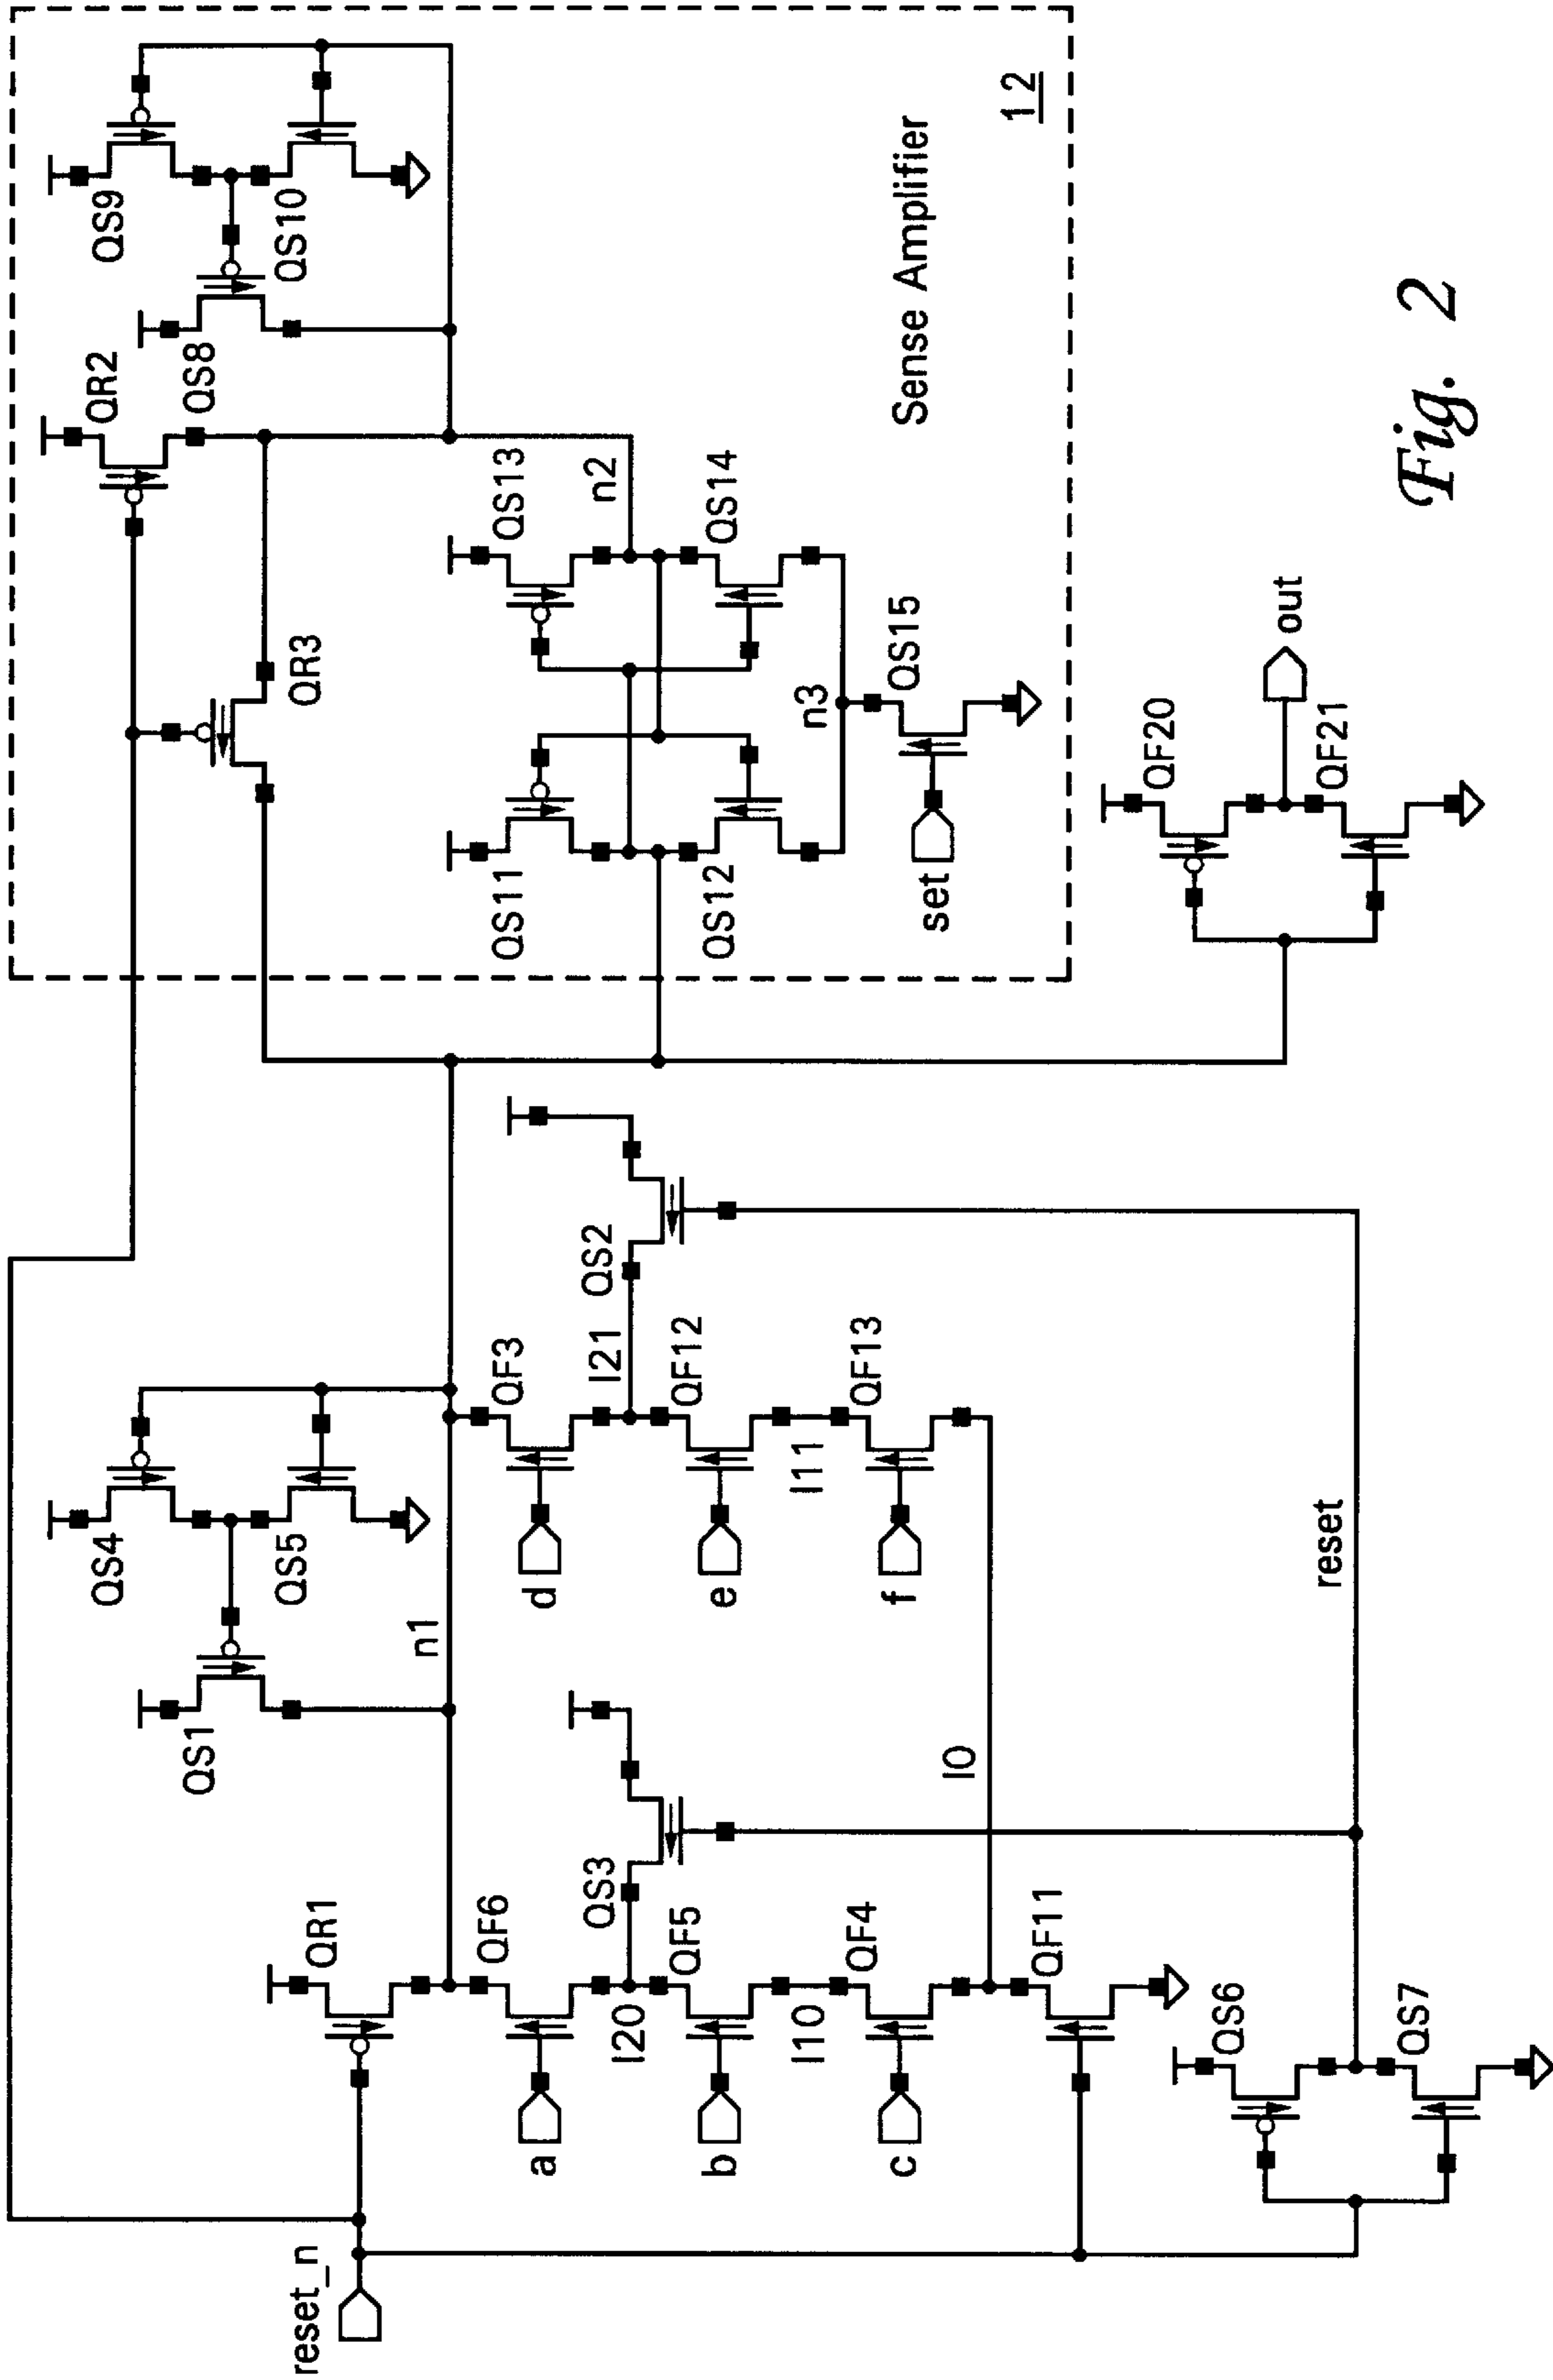 reset_n
QR1
QS1
QS4
QS5
n1
QF6
a
I20
QS3
QF5
b
I10
QF4
c
I0
QF11
QS6
QS7
reset
QF3
d
I21
QS2
QF12
e
I11
QF13
f
QR2
QR3
QS8
QS9
QS10
QS11
QS12
QS13
n2
QS14
n3
QS15
set
Sense Amplifier
12
QF20
QF21
out
Fig. 2